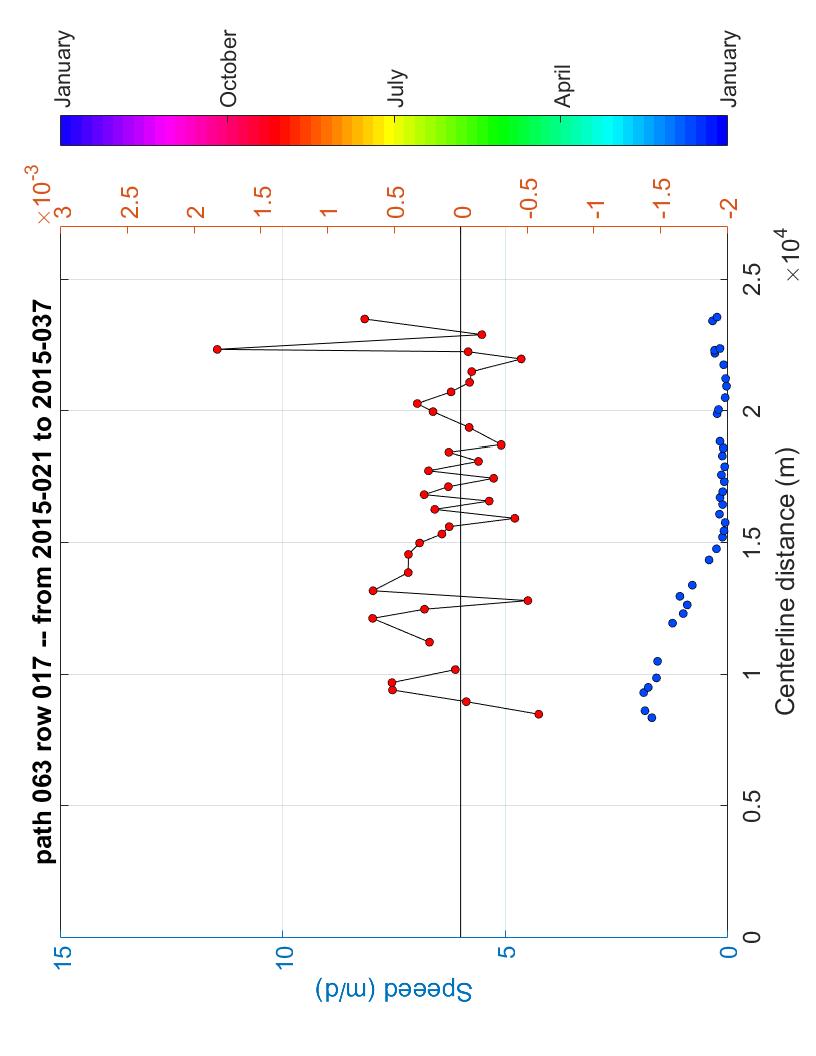 path 063 row 017 -- from 2015-021 to 2015-037
15
10
5
0
Speeed (m/d)
0
0.5
1
1.5
2
2.5
×10⁴
Centerline distance (m)
×10⁻³
3
2.5
2
1.5
1
0.5
0
-0.5
-1
-1.5
-2
January
October
July
April
January